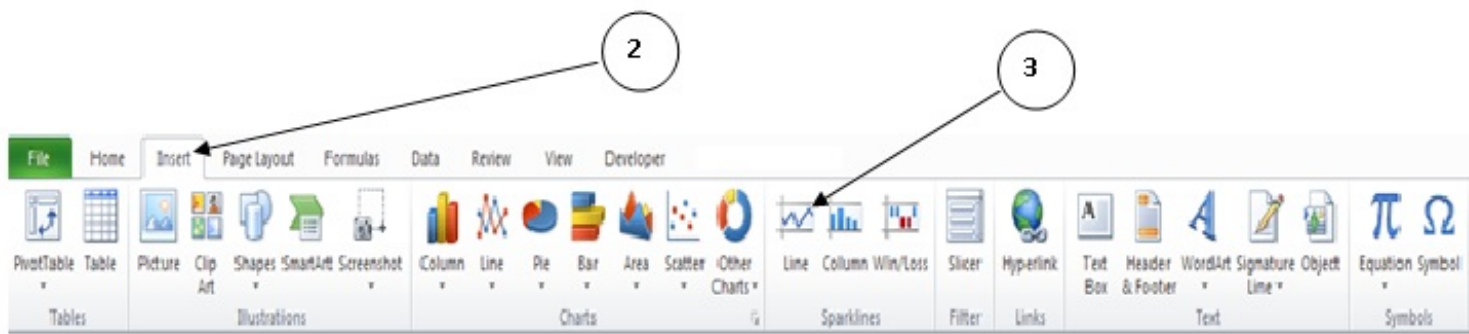 2
3
File Home Insert Page Layout Formulas Data Review View Developer
PivotTable Table Picture Clip Art Shapes SmartArt Screenshot Column Line Pie Bar Area Scatter Other Charts Line Column Win/Loss Slicer Hyperlink Text Box Header & Footer WordArt Signature Line Object Equation Symbol
Tables Illustrations Charts Sparklines Filter Links Text Symbols